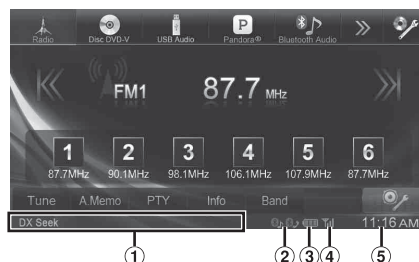 Radio Disc DVD-V USB Audio P Pandora® Bluetooth Audio
FM1 87.7 MHz
1 2 3 4 5 6
87.7MHz 90.1MHz 98.1MHz 106.1MHz 107.9MHz 87.7MHz
Tune A.Memo PTY Info Band
DX Seek 11:16 AM
1 2 3 4 5